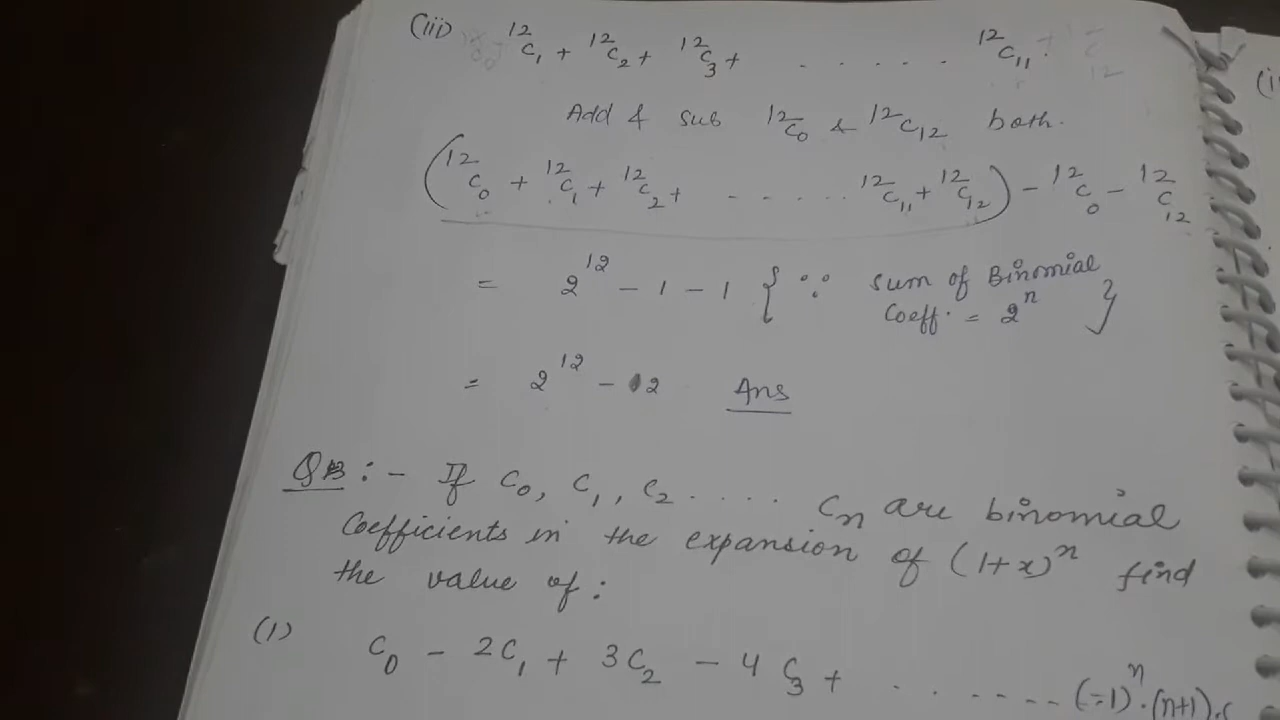 (iii) ¹²C₁ + ¹²C₂ + ¹²C₃ + . . . . . . ¹²C₁₁.
Add & sub ¹²C₀ & ¹²C₁₂ both.
(¹²C₀ + ¹²C₁ + ¹²C₂ + . . . . . ¹²C₁₁ + ¹²C₁₂) - ¹²C₀ - ¹²C₁₂
= 2¹² - 1 - 1 { ∵ sum of Binomial
Coeff. = 2ⁿ }
= 2¹² - 2 Ans
:- If C₀, C₁, C₂ . . . . . Cₙ are binomial
Coefficients in the expansion of (1+x)ⁿ find
the value of :
(1) C₀ - 2C₁ + 3C₂ - 4C₃ + . . . . . . (-1)ⁿ.(n+1).C